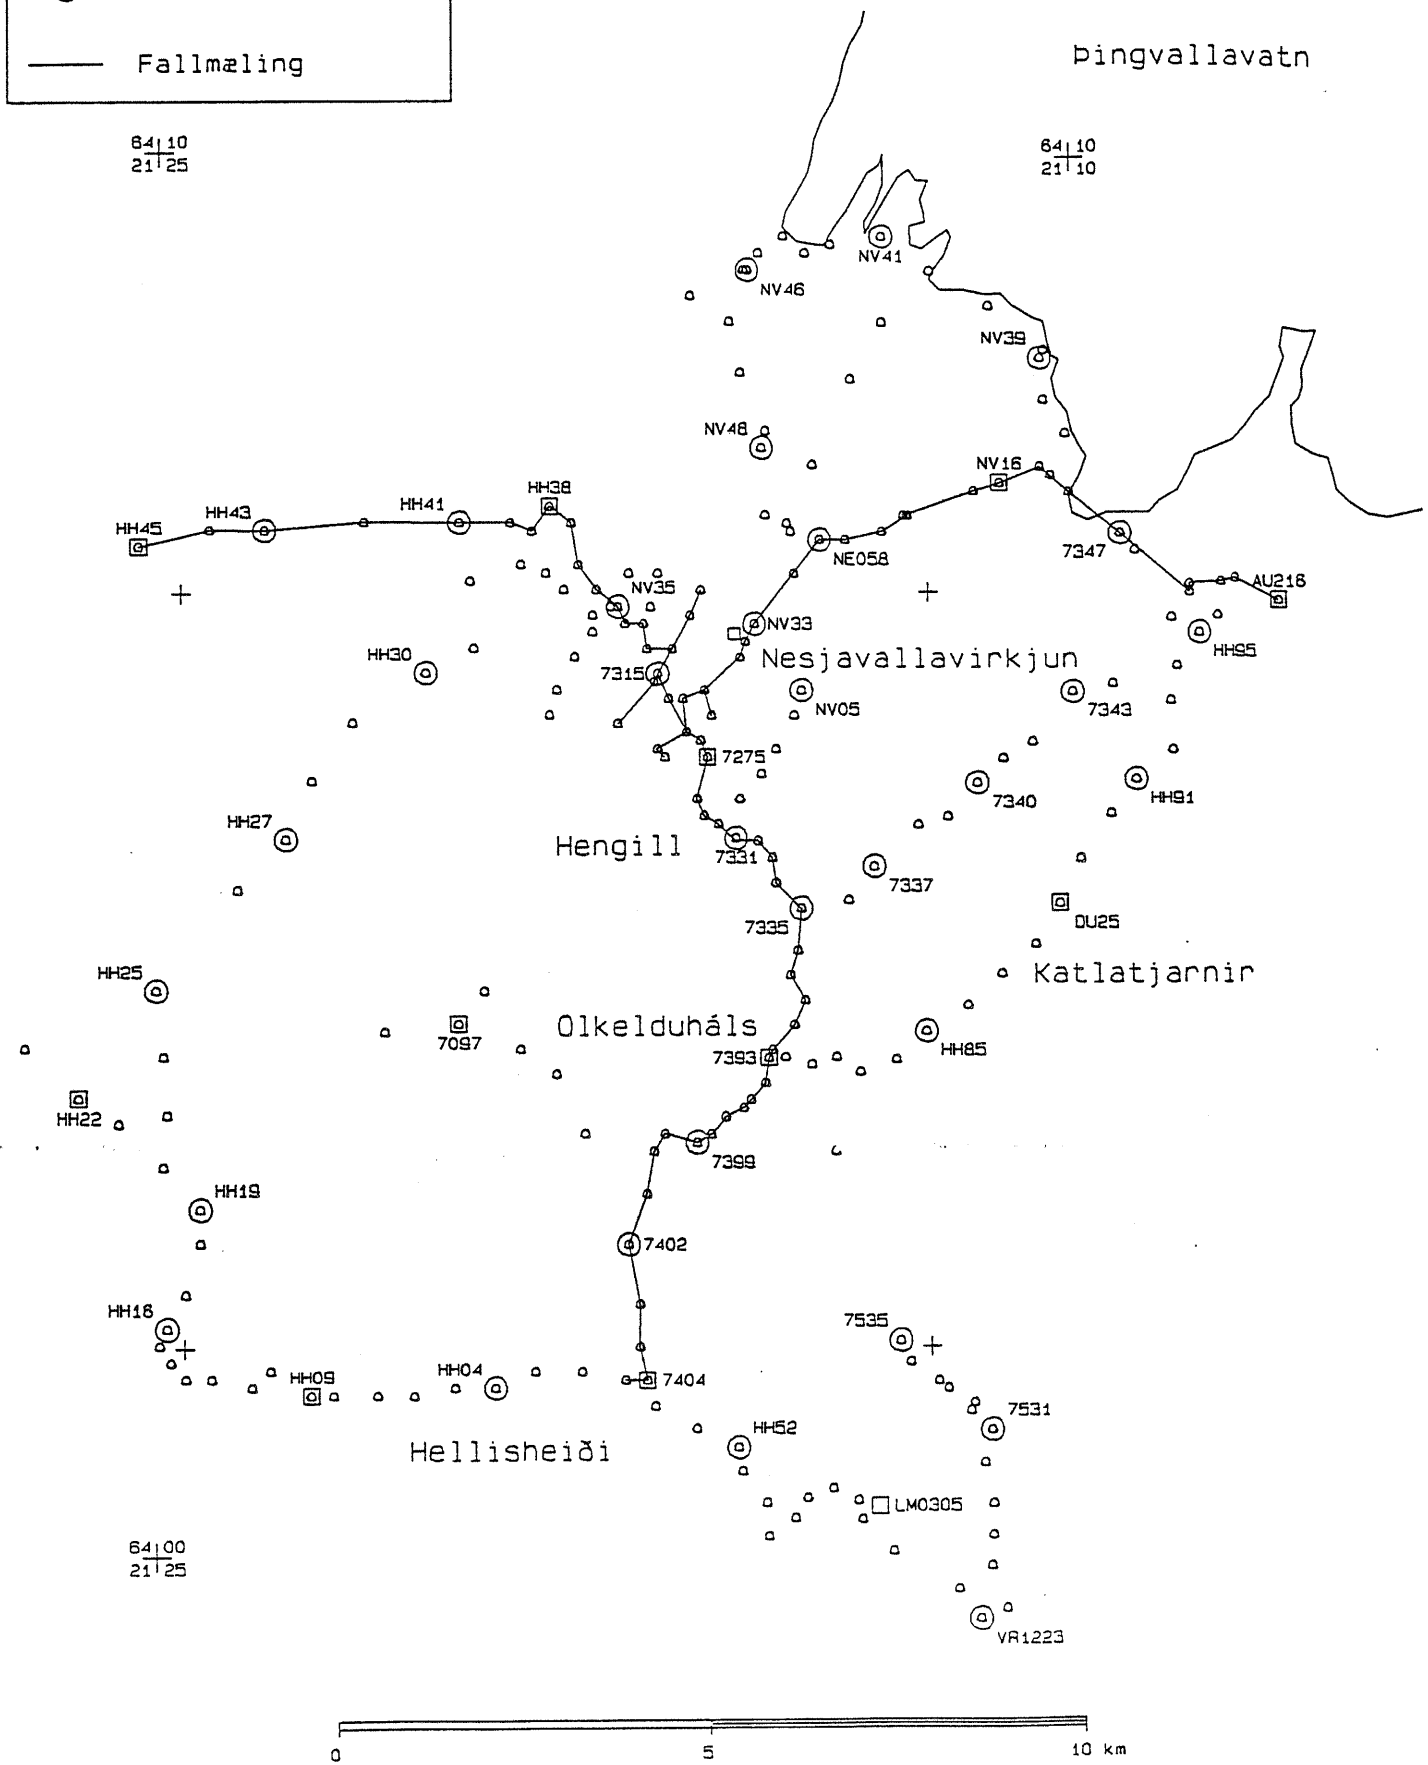 Fallmæling
Þingvallavatn
64 10
21 25
64 10
21 10
NV41
NV46
NV39
NV48
NV16
HH38
HH41
HH43
HH45
7347
NE058
AU216
NV35
NV33
HH95
Nesjavallavirkjun
HH30
7315
NV05
7343
7275
7340
HH91
HH27
Hengill
7331
7337
7335
DU25
HH25
Katlatjarnir
Olkelduháls
7097
7393
HH85
HH22
7399
HH19
7402
HH16
7535
HH04
HH09
7404
7531
HH52
Hellisheiði
LM0305
64 00
21 25
VR1223
0
5
10 km